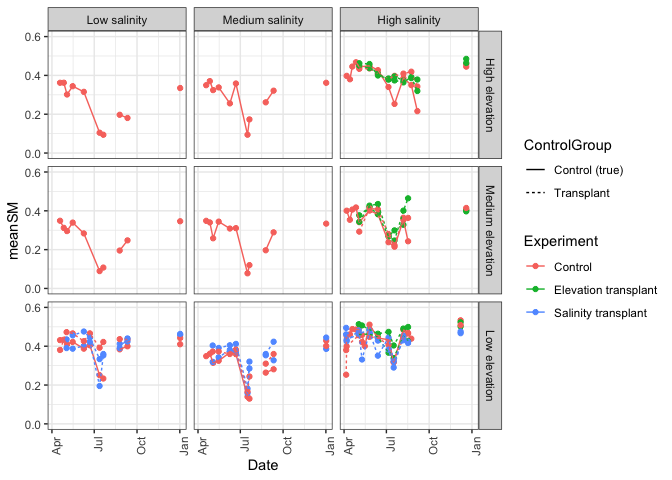 Low salinity
Medium salinity
High salinity
0.6
0.4
0.2
0.0
High elevation
0.6
0.4
0.2
0.0
Medium elevation
0.6
0.4
0.2
0.0
Low elevation
meanSM
Apr
Jul
Oct
Jan
Apr
Jul
Oct
Jan
Apr
Jul
Oct
Jan
Date
ControlGroup
Control (true)
Transplant
Experiment
Control
Elevation transplant
Salinity transplant